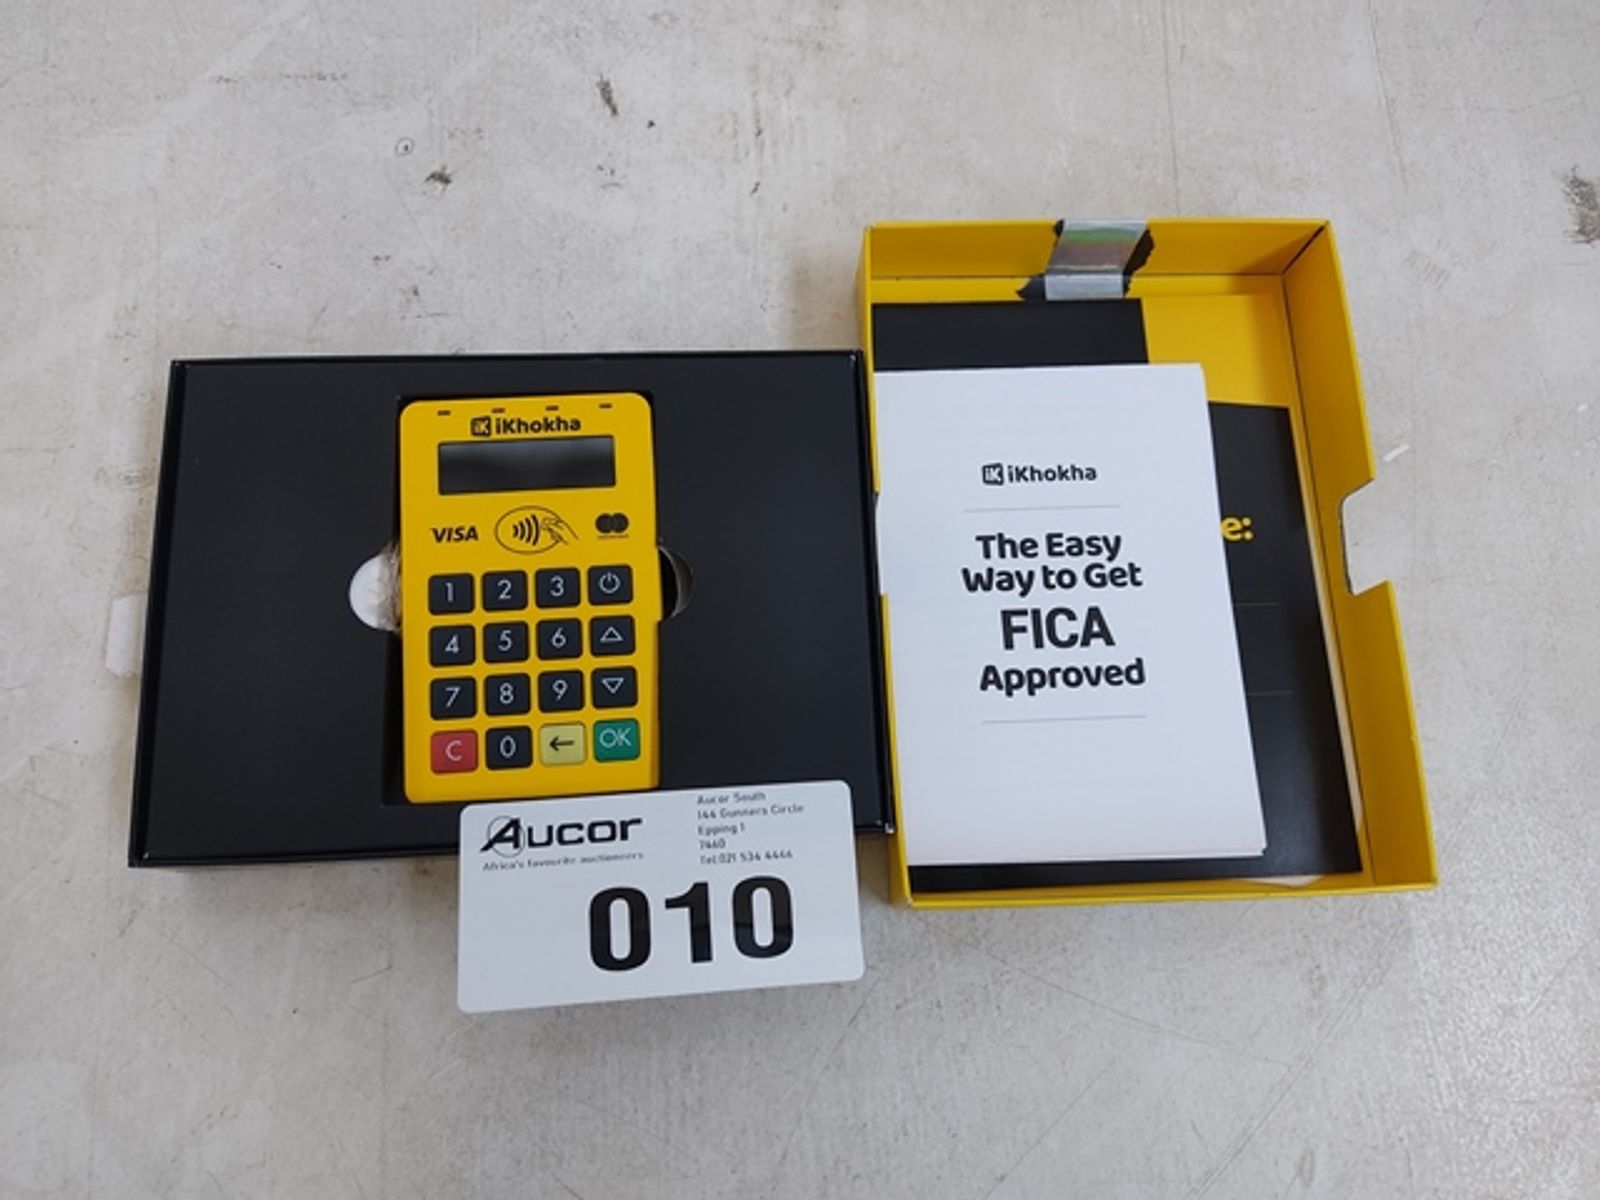 iK iKhokha
VISA
1 2 3
4 5 6
7 8 9
C 0 ← OK
AUCOR
Africa's favourite auctioneers
Aucor South
144 Gunners Circle
Epping 1
7460
Tel:021 534 4444
010
iK iKhokha
The Easy
Way to Get
FICA
Approved
e: